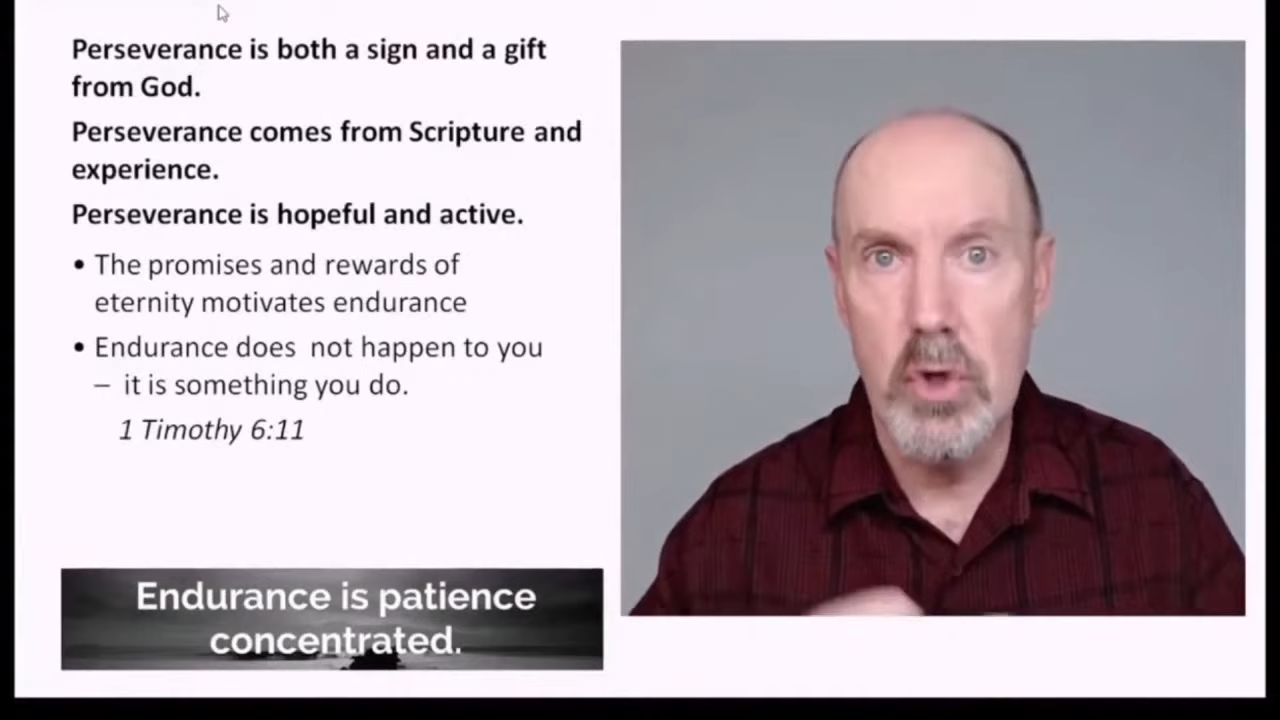 Perseverance is both a sign and a gift
from God.
Perseverance comes from Scripture and
experience.
Perseverance is hopeful and active.
• The promises and rewards of
eternity motivates endurance
• Endurance does  not happen to you
–  it is something you do.
1 Timothy 6:11
Endurance is patience
concentrated.